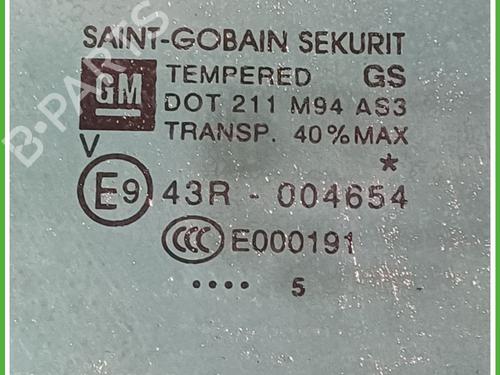 SAINT-GOBAIN SEKURIT
GM TEMPERED GS
DOT 211 M94 AS3
TRANSP. 40%MAX
V *
E9 43R - 004654
CCC E000191
.... 5
B-PARTS